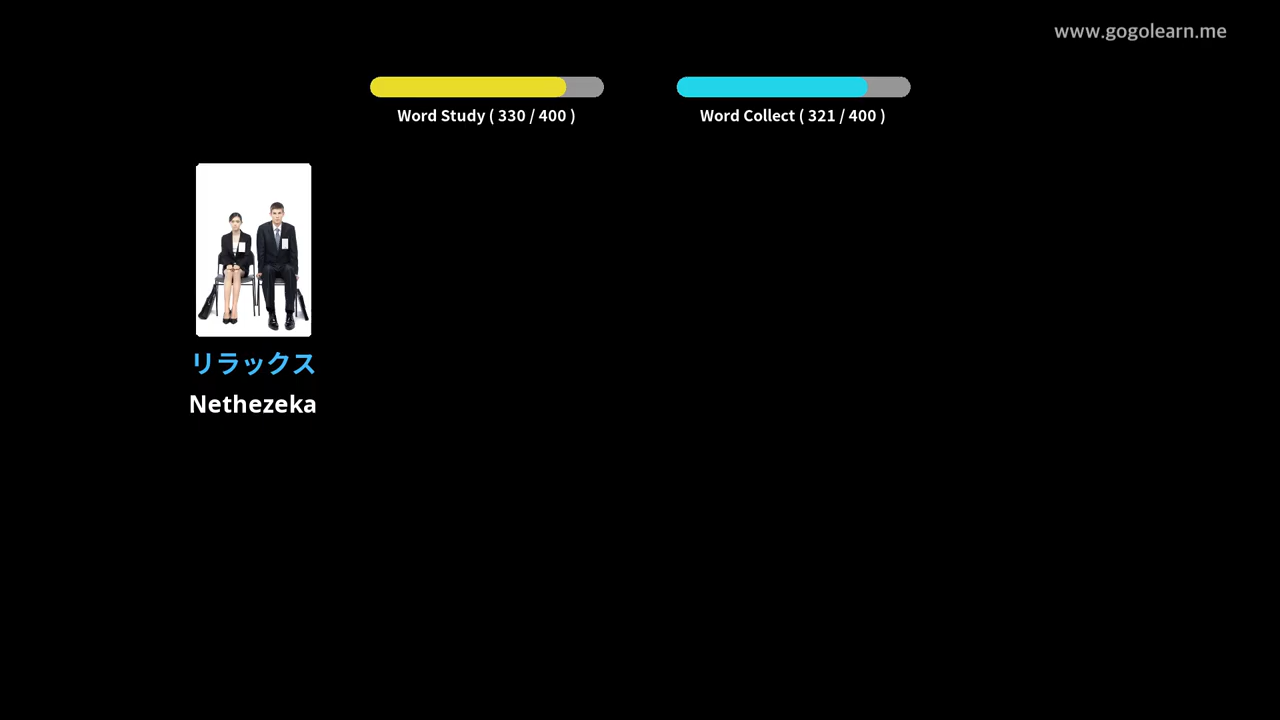 www.gogolearn.me
Word Study ( 330 / 400 )
Word Collect ( 321 / 400 )
リラックス
Nethezeka